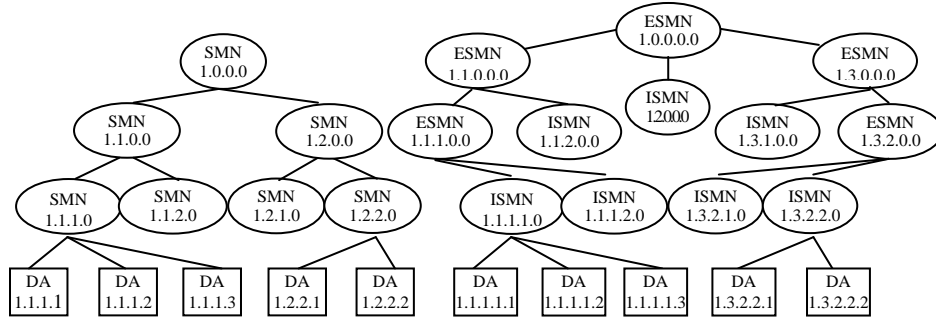 ESMN
1.0.0.0.0
SMN
1.0.0.0
ESMN
1.1.0.0.0
ESMN
1.3.0.0.0
ISMN
1.2.0.0.0
SMN
1.1.0.0
SMN
1.2.0.0
ESMN
1.1.1.0.0
ISMN
1.1.2.0.0
ISMN
1.3.1.0.0
ESMN
1.3.2.0.0
SMN
1.1.1.0
SMN
1.1.2.0
SMN
1.2.1.0
SMN
1.2.2.0
ISMN
1.1.1.1.0
ISMN
1.1.1.2.0
ISMN
1.3.2.1.0
ISMN
1.3.2.2.0
DA
1.1.1.1
DA
1.1.1.2
DA
1.1.1.3
DA
1.2.2.1
DA
1.2.2.2
DA
1.1.1.1.1
DA
1.1.1.1.2
DA
1.1.1.1.3
DA
1.3.2.2.1
DA
1.3.2.2.2